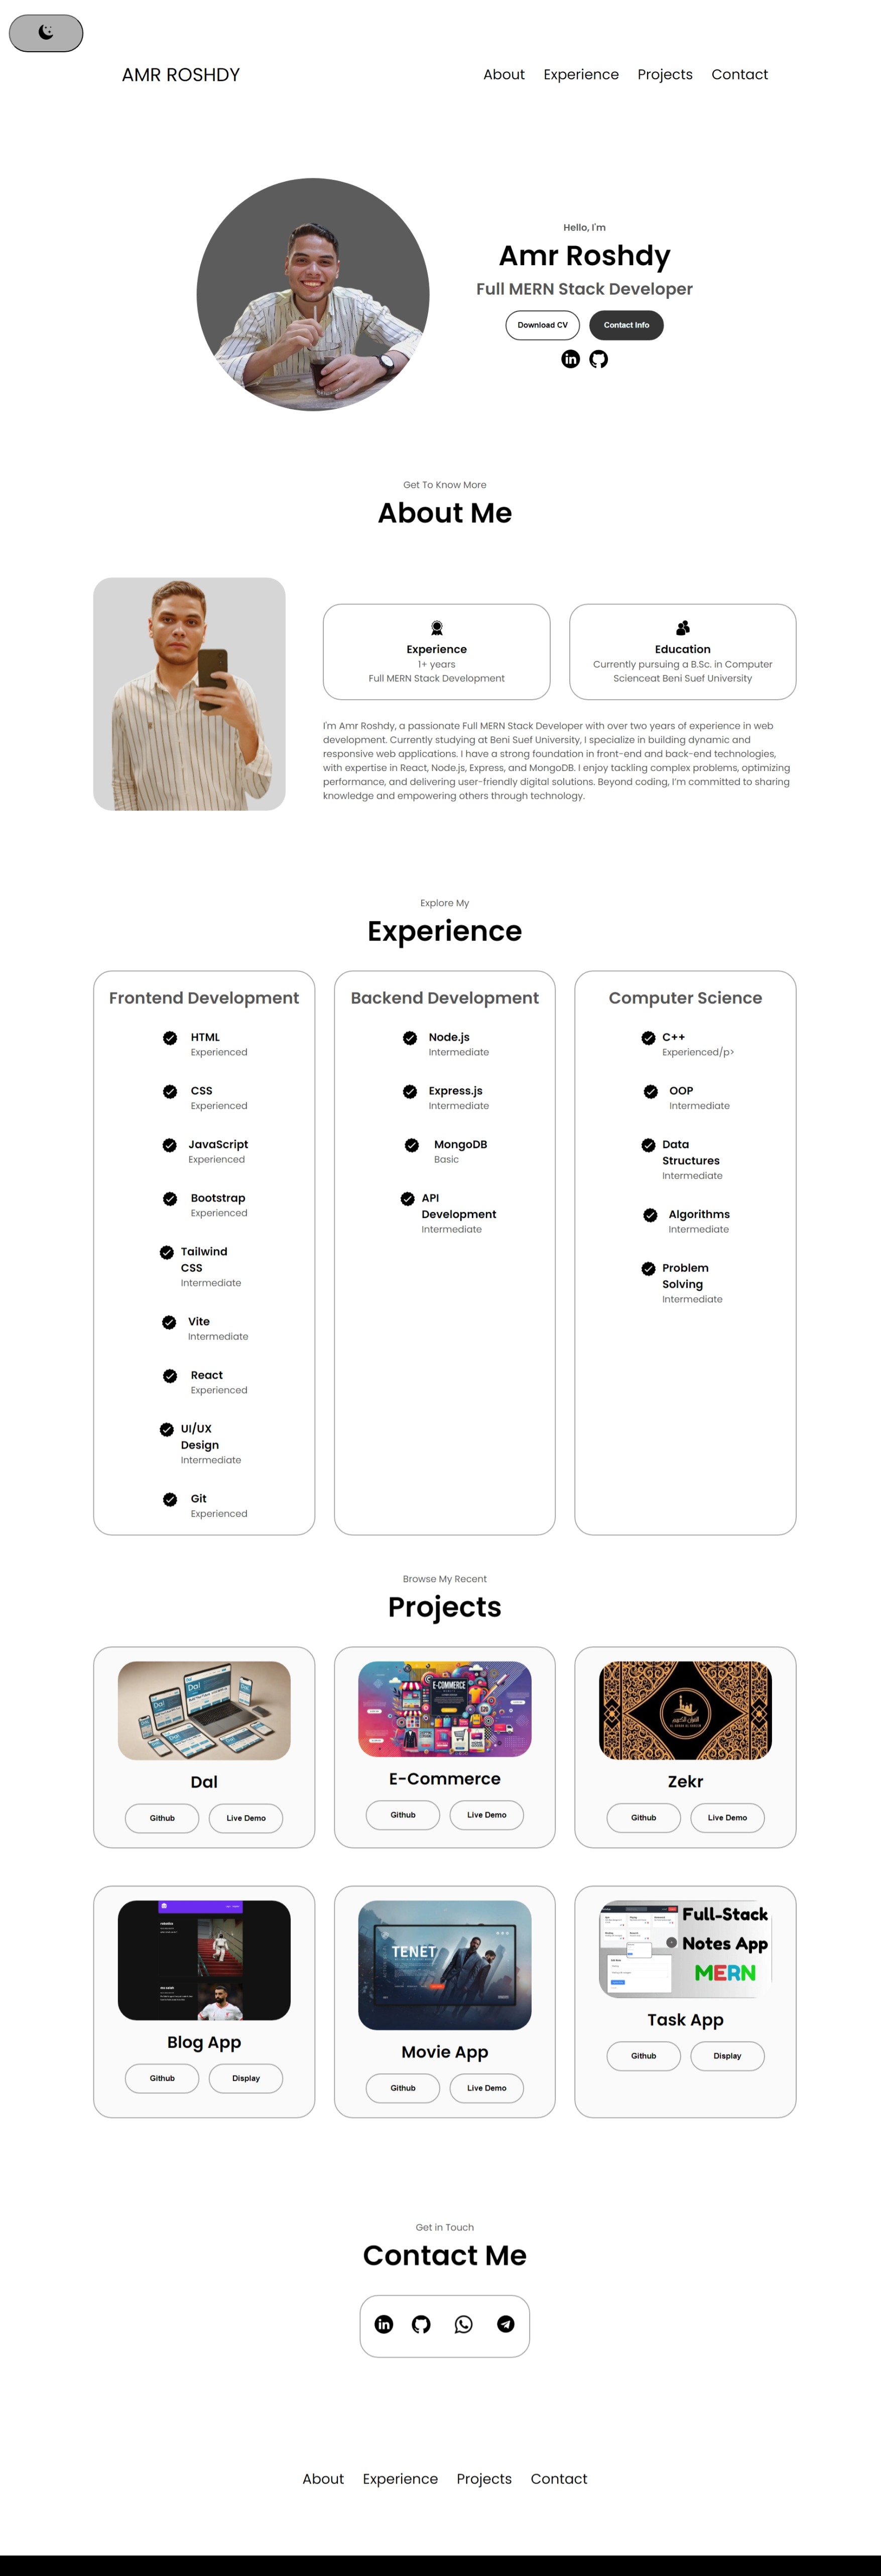 AMR ROSHDY
About Experience Projects Contact
Hello, I'm
Amr Roshdy
Full MERN Stack Developer
Download CV
Contact Info
Get To Know More
About Me
Experience
1+ years
Full MERN Stack Development
Education
Currently pursuing a B.Sc. in Computer
Scienceat Beni Suef University
I'm Amr Roshdy, a passionate Full MERN Stack Developer with over two years of experience in web
development. Currently studying at Beni Suef University, I specialize in building dynamic and
responsive web applications. I have a strong foundation in front-end and back-end technologies,
with expertise in React, Node.js, Express, and MongoDB. I enjoy tackling complex problems, optimizing
performance, and delivering user-friendly digital solutions. Beyond coding, I'm committed to sharing
knowledge and empowering others through technology.
Explore My
Experience
Frontend Development
HTML
Experienced
CSS
Experienced
JavaScript
Experienced
Bootstrap
Experienced
Tailwind
CSS
Intermediate
Vite
Intermediate
React
Experienced
UI/UX
Design
Intermediate
Git
Experienced
Backend Development
Node.js
Intermediate
Express.js
Intermediate
MongoDB
Basic
API
Development
Intermediate
Computer Science
C++
Experienced/p>
OOP
Intermediate
Data
Structures
Intermediate
Algorithms
Intermediate
Problem
Solving
Intermediate
Browse My Recent
Projects
Dal
Dal
Github
Live Demo
E-COMMERCE
E-Commerce
Github
Live Demo
Zekr
Github
Live Demo
Blog App
Github
Display
TENET
Movie App
Github
Live Demo
Full-Stack
Notes App
MERN
Task App
Github
Display
Get in Touch
Contact Me
About Experience Projects Contact